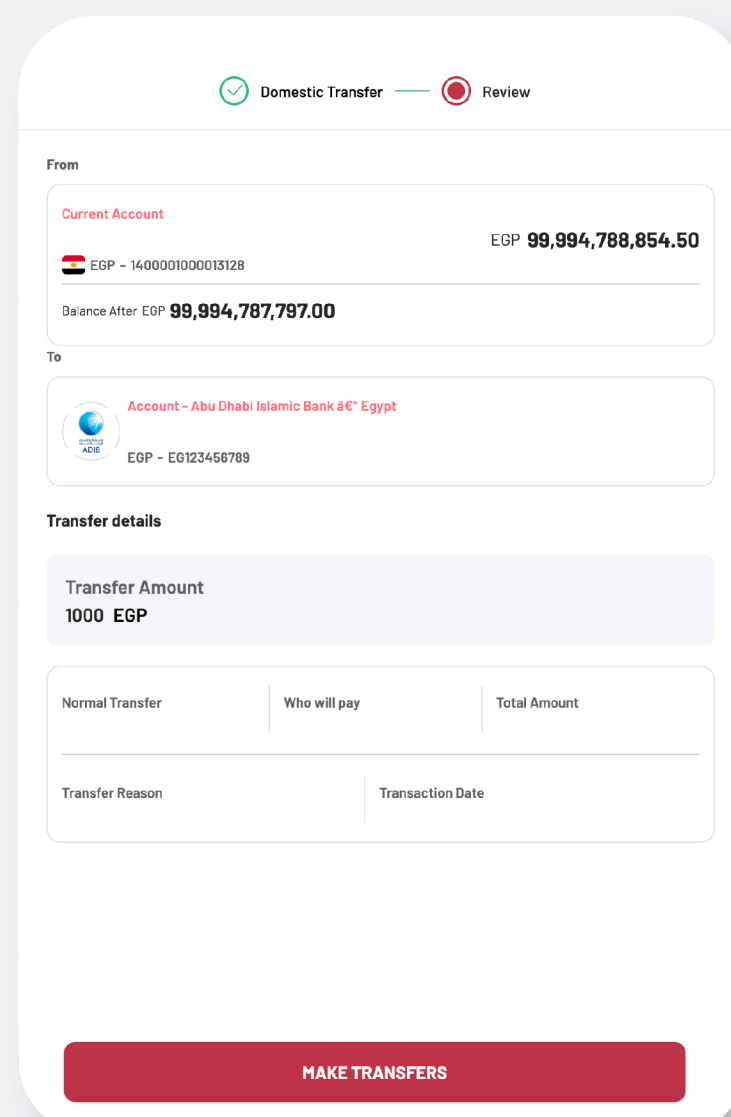 Domestic Transfer
Review
From
Current Account
EGP 99,994,788,854.50
EGP - 1400001000013128
Balance After EGP 99,994,787,797.00
To
Account - Abu Dhabi Islamic Bank â€“ Egypt
ADIB
EGP - EG123456789
Transfer details
Transfer Amount
1000 EGP
Normal Transfer
Who will pay
Total Amount
Transfer Reason
Transaction Date
MAKE TRANSFERS